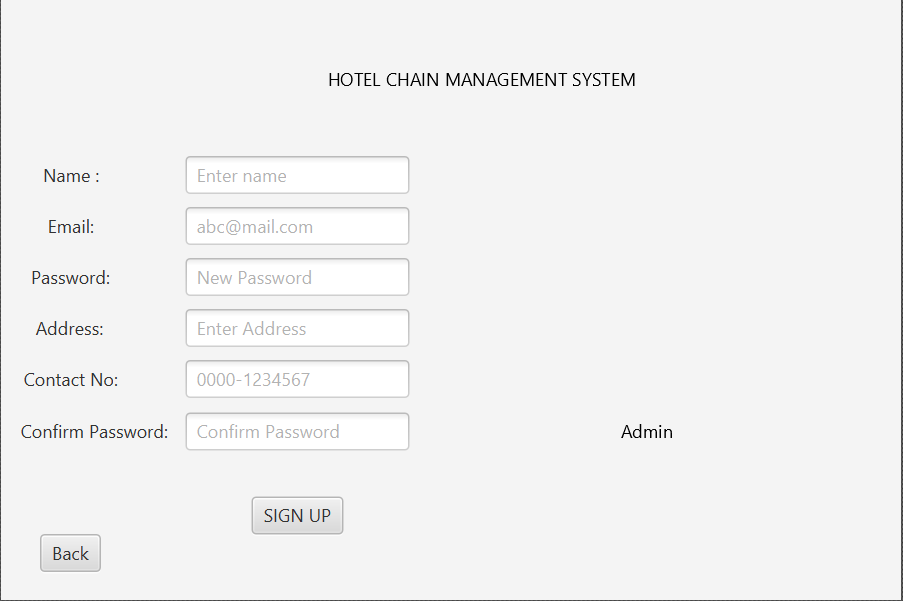 HOTEL CHAIN MANAGEMENT SYSTEM
Name : Enter name
Email: abc@mail.com
Password: New Password
Address: Enter Address
Contact No: 0000-1234567
Confirm Password: Confirm Password Admin
SIGN UP
Back